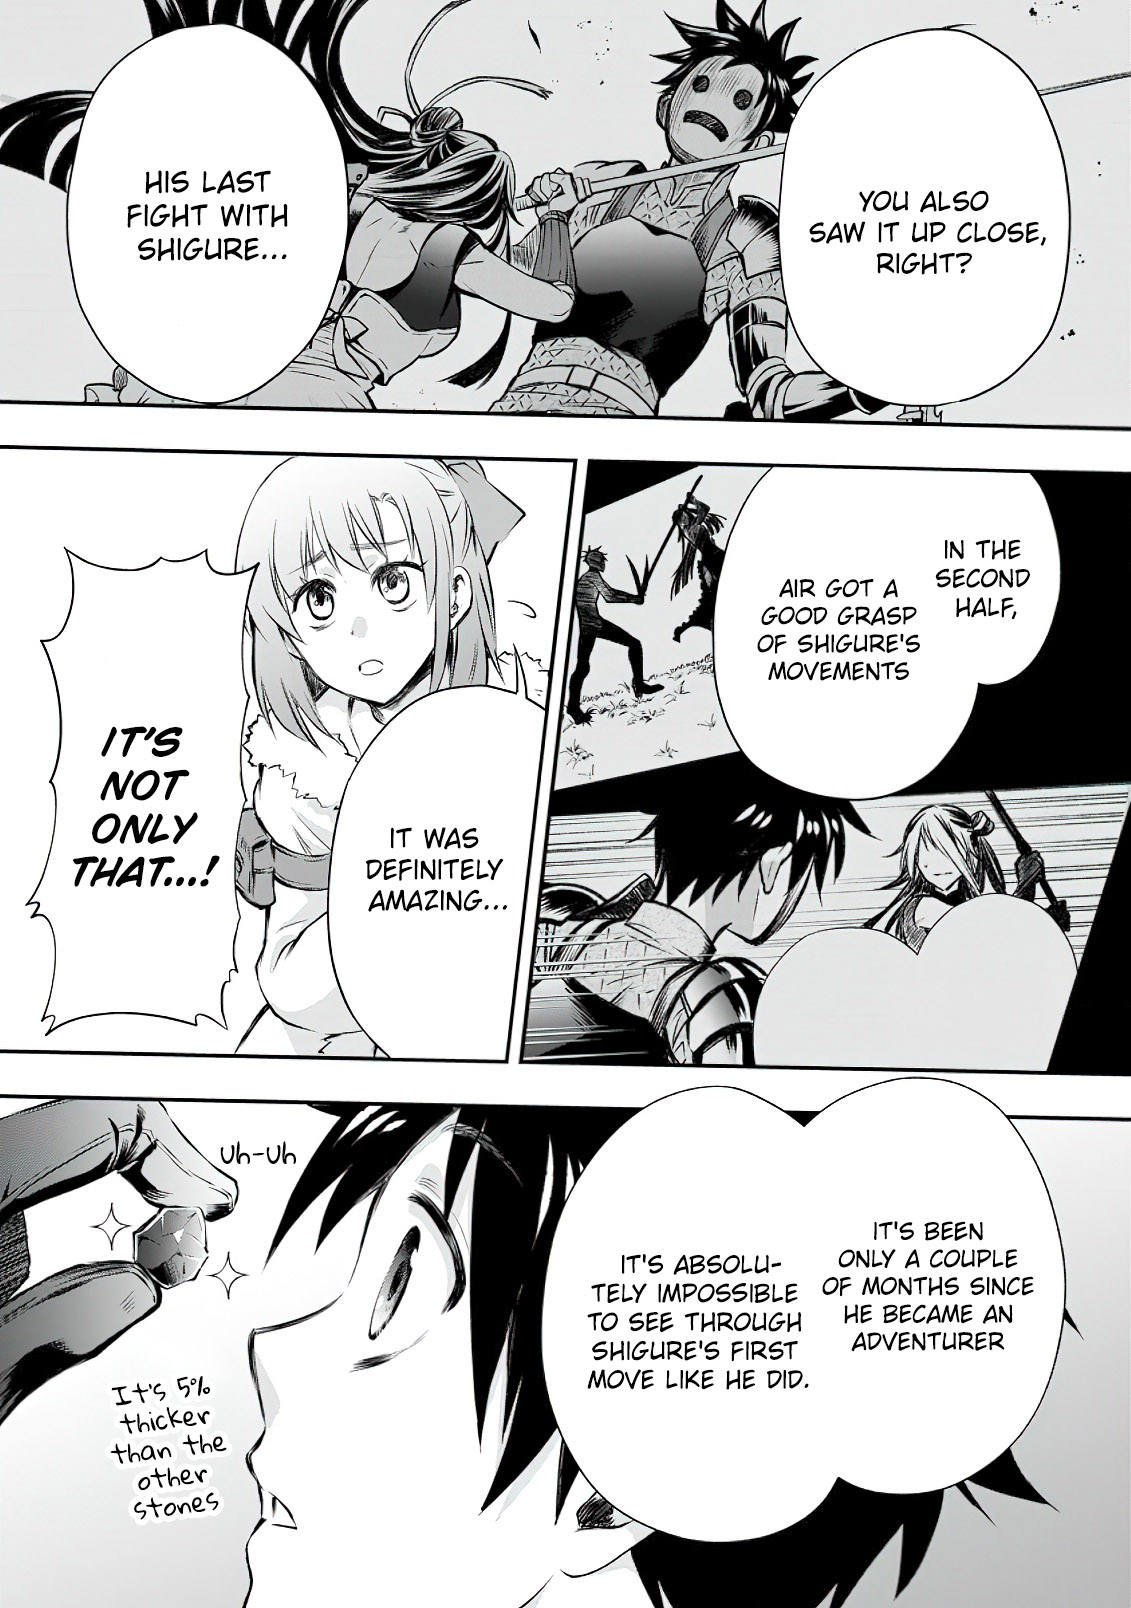 YOU ALSO
SAW IT UP CLOSE,
RIGHT?
HIS LAST
FIGHT WITH
SHIGURE...
IN THE
SECOND
HALF,
AIR GOT A
GOOD GRASP
OF SHIGURE'S
MOVEMENTS
IT WAS
DEFINITELY
AMAZING...
IT'S
NOT
ONLY
THAT...!
IT'S BEEN
ONLY A COUPLE
OF MONTHS SINCE
HE BECAME AN
ADVENTURER
IT'S ABSOLU-
TELY IMPOSSIBLE
TO SEE THROUGH
SHIGURE'S FIRST
MOVE LIKE HE DID.
Uh-Uh
It's 5%
thicker
than the
other
stones